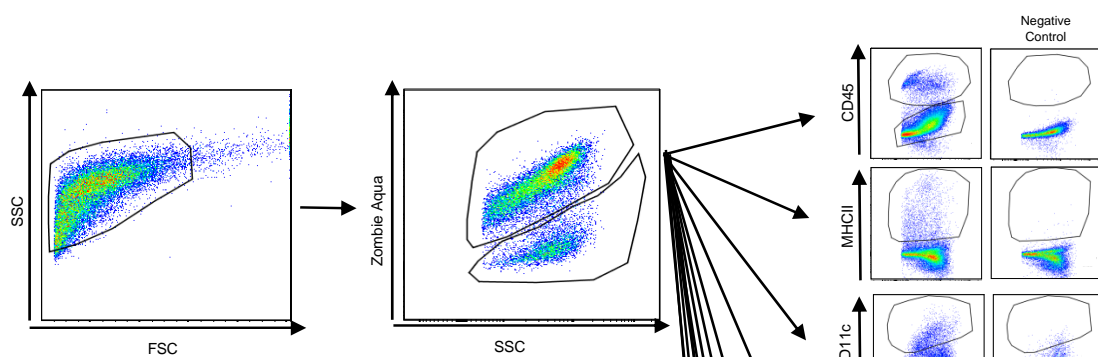 Negative
Control
SSC
FSC
Zombie Aqua
SSC
CD45
MHCII